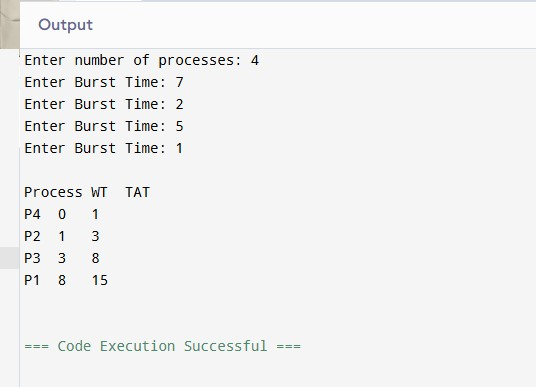 Output
Enter number of processes: 4
Enter Burst Time: 7
Enter Burst Time: 2
Enter Burst Time: 5
Enter Burst Time: 1
Process WT  TAT
P4  0   1
P2  1   3
P3  3   8
P1  8   15
=== Code Execution Successful ===